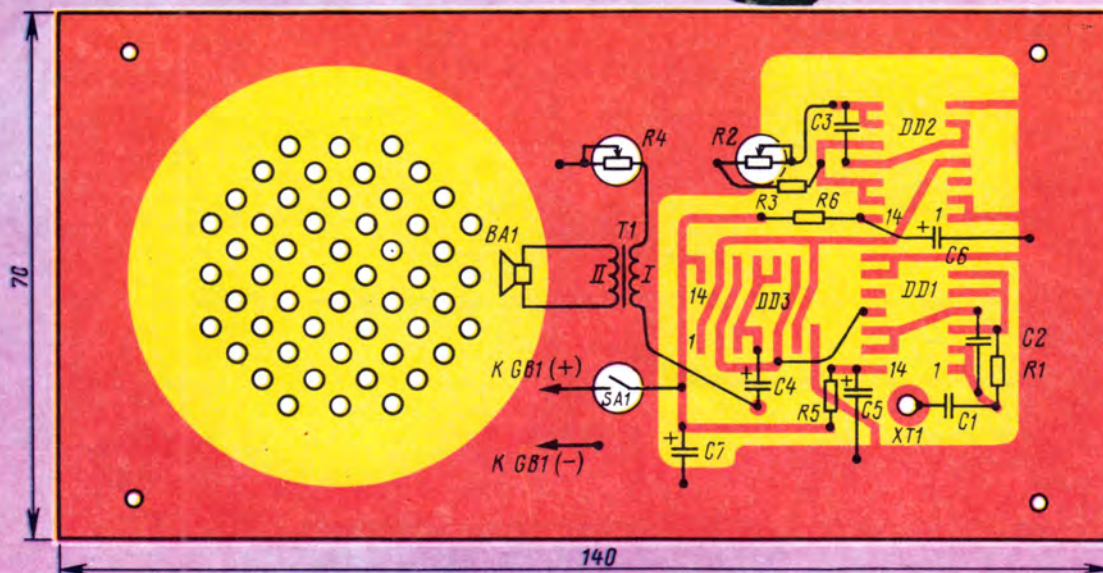 R4
R2
C3
DD2
R3
R6
14
1
BA1
T1
II
I
C6
14
DD3
DD1
1
C2
К GB1 (+)
SA1
C4
R5
C5
14
1
R1
XT1
C1
К GB1 (-)
C7
70
140